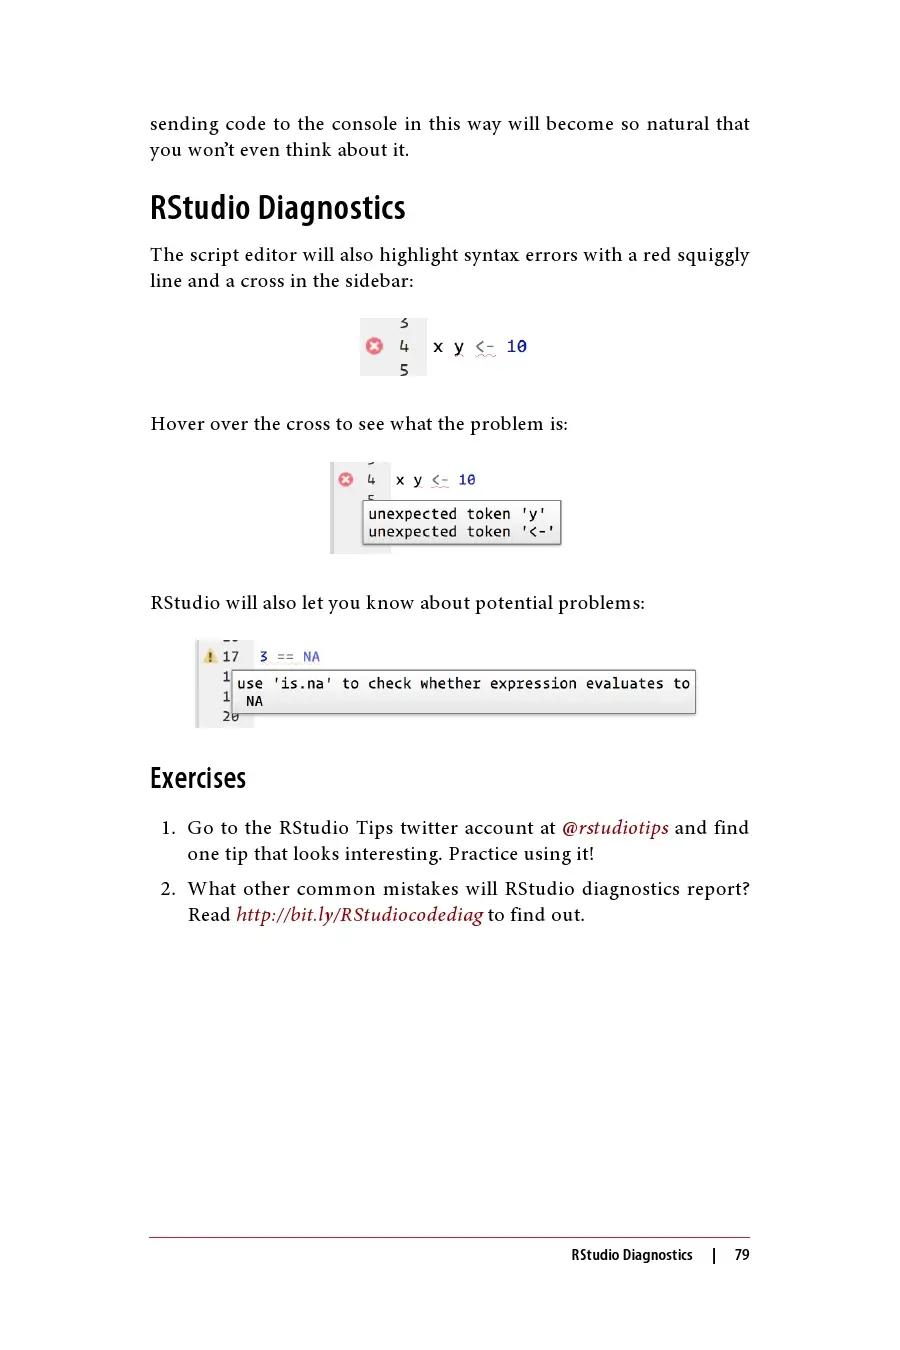 sending code to the console in this way will become so natural that
you won’t even think about it.
RStudio Diagnostics
The script editor will also highlight syntax errors with a red squiggly
line and a cross in the sidebar:
3
4 x y <- 10
5
Hover over the cross to see what the problem is:
4 x y <- 10
unexpected token 'y'
unexpected token '<-'
RStudio will also let you know about potential problems:
17 3 == NA
use 'is.na' to check whether expression evaluates to
NA
20
Exercises
1. Go to the RStudio Tips twitter account at @rstudiotips and find
one tip that looks interesting. Practice using it!
2. What other common mistakes will RStudio diagnostics report?
Read http://bit.ly/RStudiocodediag to find out.
RStudio Diagnostics | 79